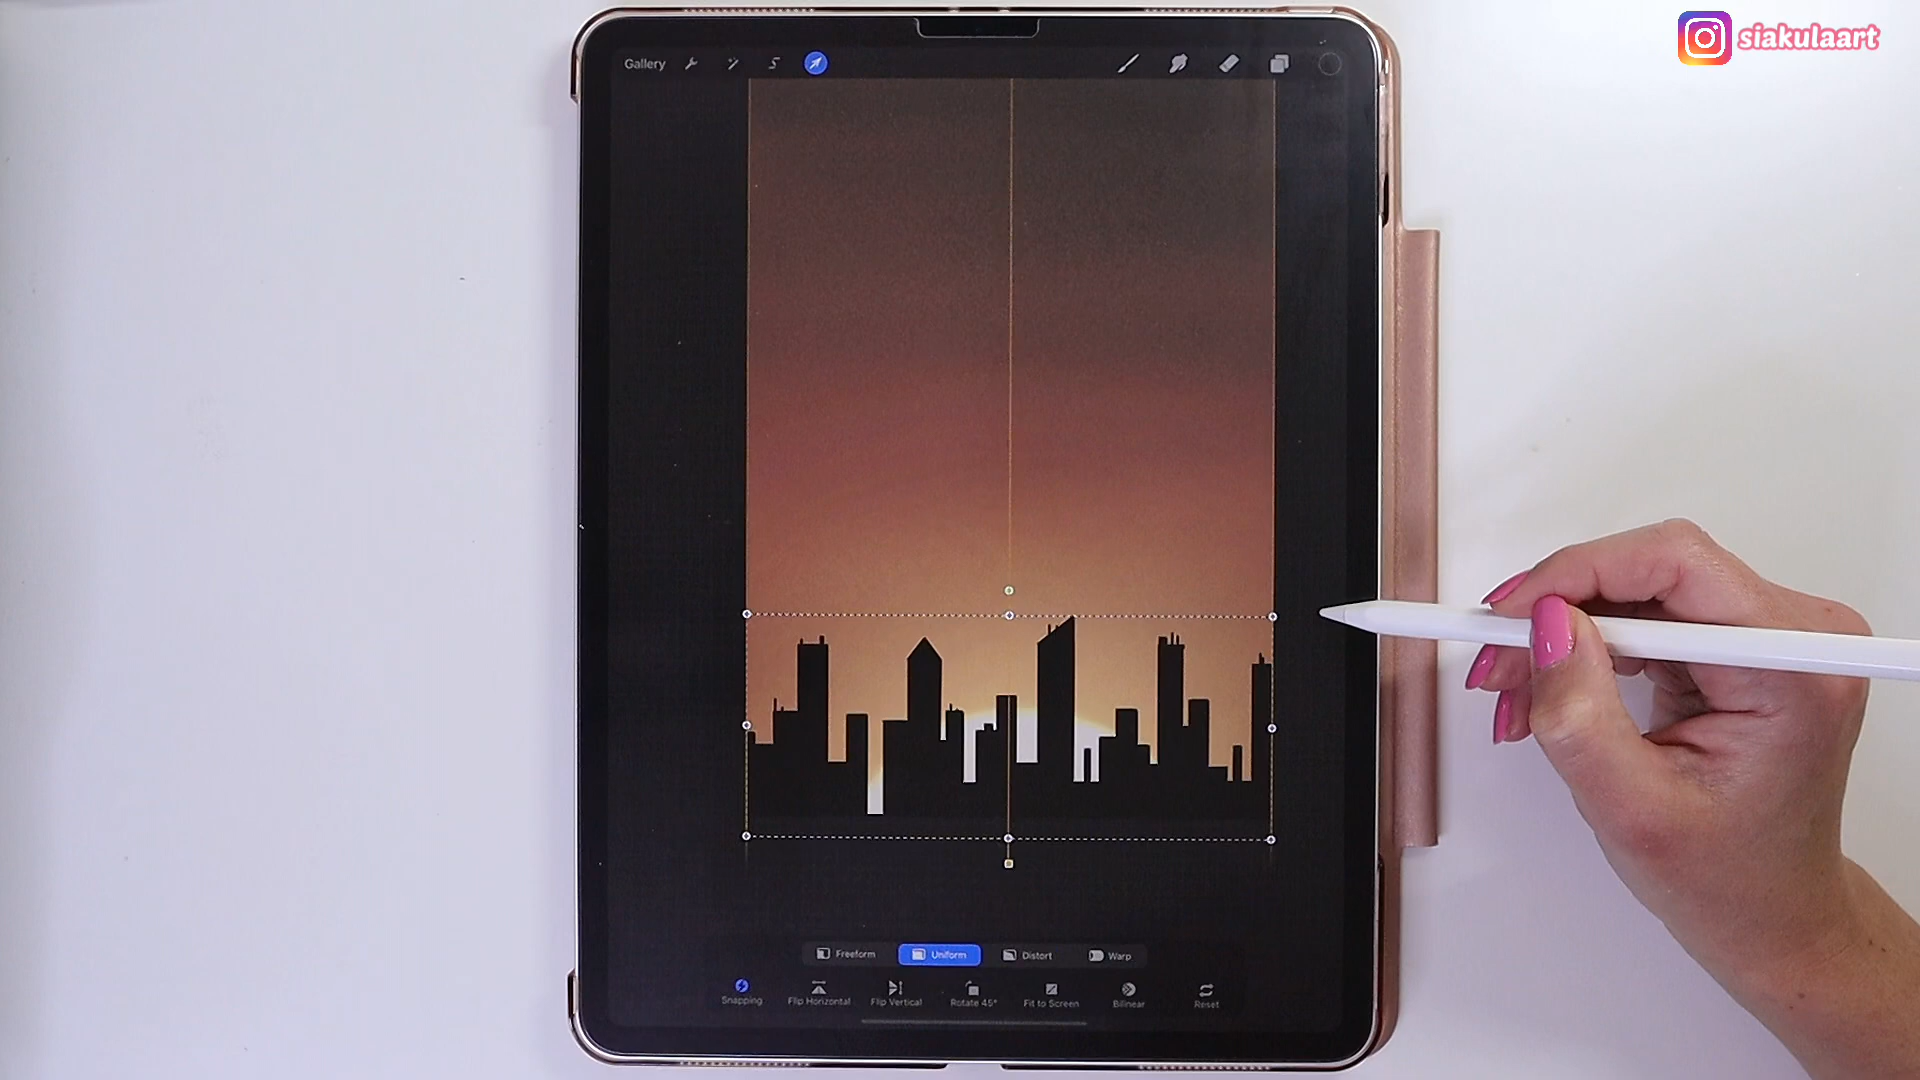 siakulaart
Gallery
Freeform Uniform Distort Warp
Snapping Flip Horizontal Flip Vertical Rotate 45° Fit to Screen Bilinear Reset